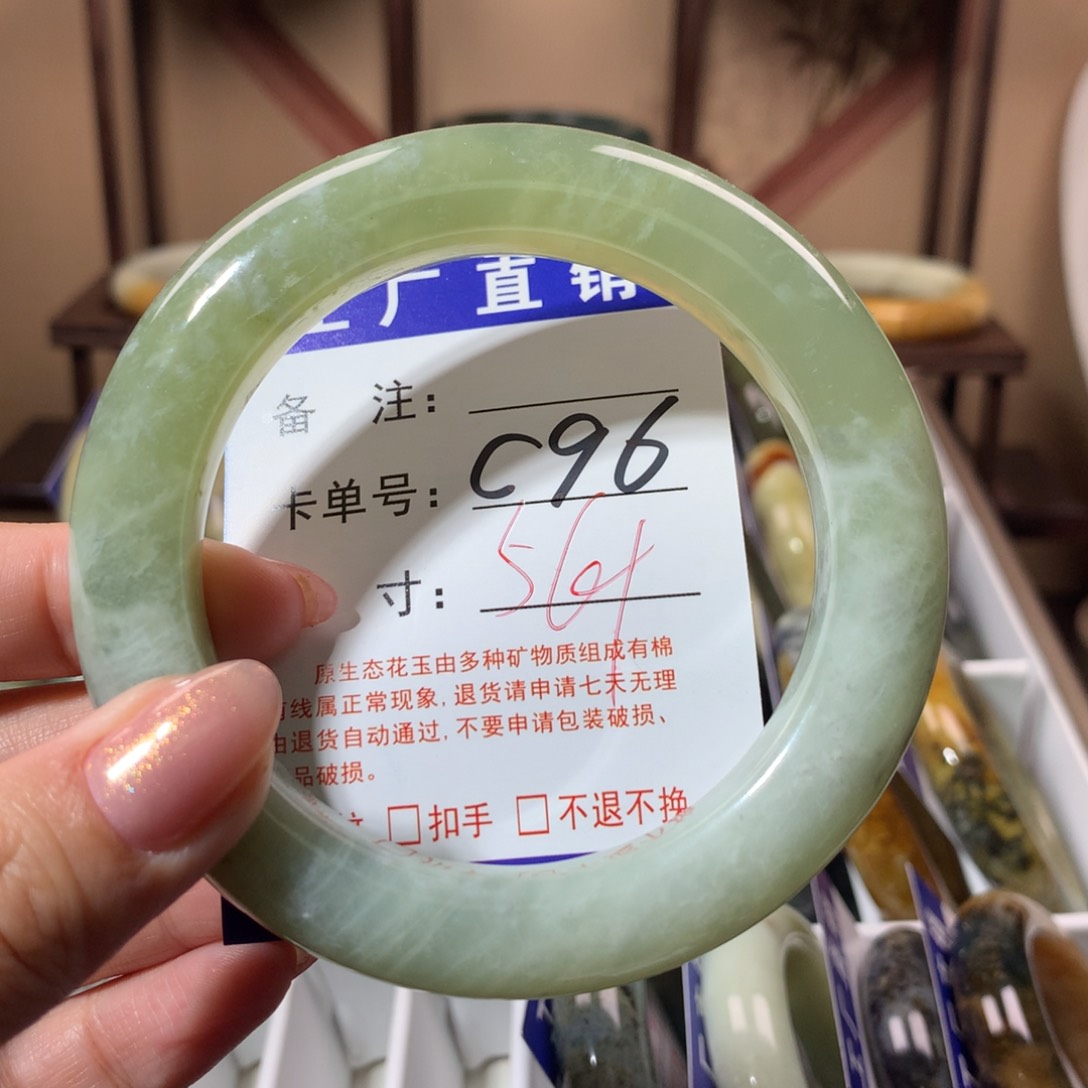 厂直销
备 注：
卡单号：C96
寸：
原生态花玉由多种矿物质组成有棉
有线属正常现象，退货请申请七天无理
由退货自动通过，不要申请包装破损、
品破损。
□扣手 □不退不换